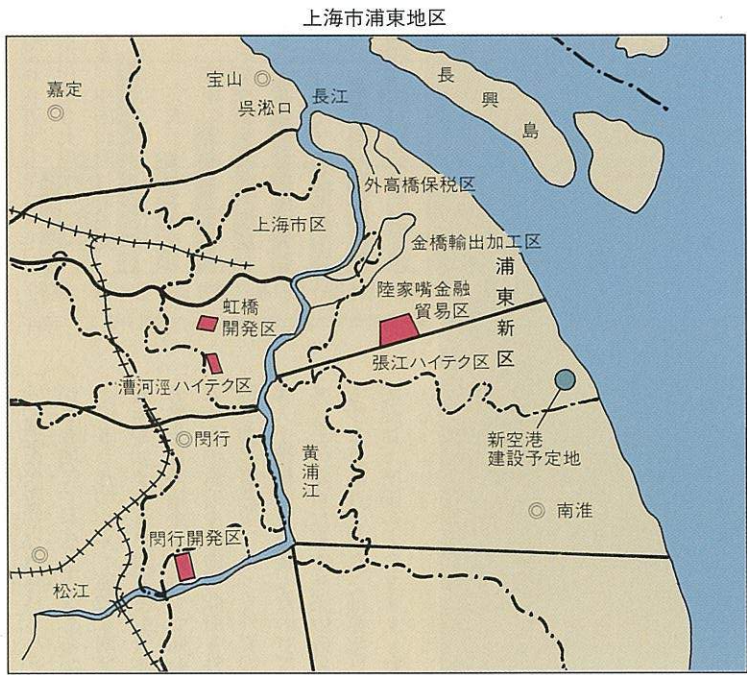 上海市浦東地区
嘉定
宝山
呉淞口
長江
長興島
外高橋保税区
上海市区
金橋輸出加工区
浦東新区
陸家嘴金融
貿易区
虹橋
開発区
張江ハイテク区
漕河涇ハイテク区
新空港
建設予定地
閔行
黄浦江
南淮
閔行開発区
松江